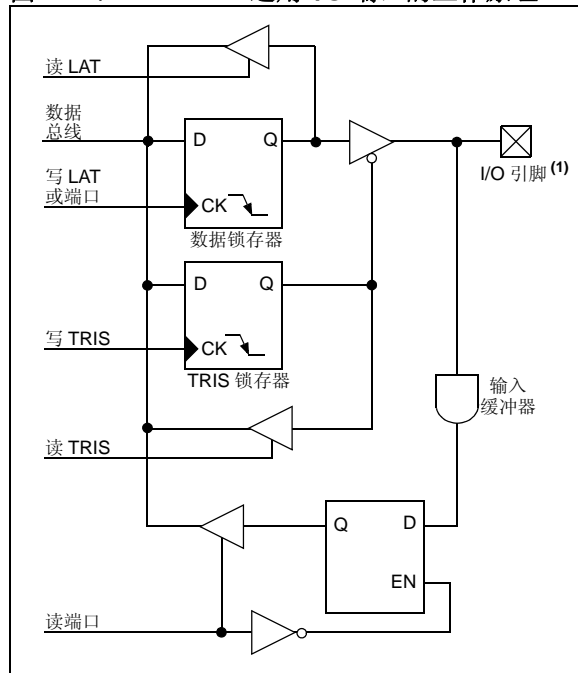 读 LAT
数据
总线
D
Q
I/O 引脚 (1)
写 LAT
或端口
CK
数据锁存器
D
Q
写 TRIS
CK
TRIS 锁存器
输入
缓冲器
读 TRIS
Q
D
EN
读端口